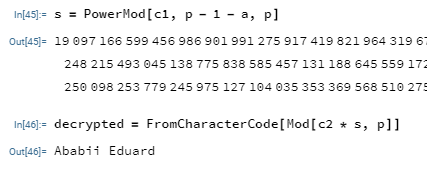 In[45]:= s = PowerMod[c1, p - 1 - a, p]
Out[45]= 19 097 166 599 456 986 901 991 275 917 419 821 964 319 67
248 215 493 045 138 775 838 585 457 131 188 645 559 172
250 098 253 779 245 975 127 104 035 353 369 568 510 275
In[46]:= decrypted = FromCharacterCode[Mod[c2 * s, p]]
Out[46]= Ababii Eduard